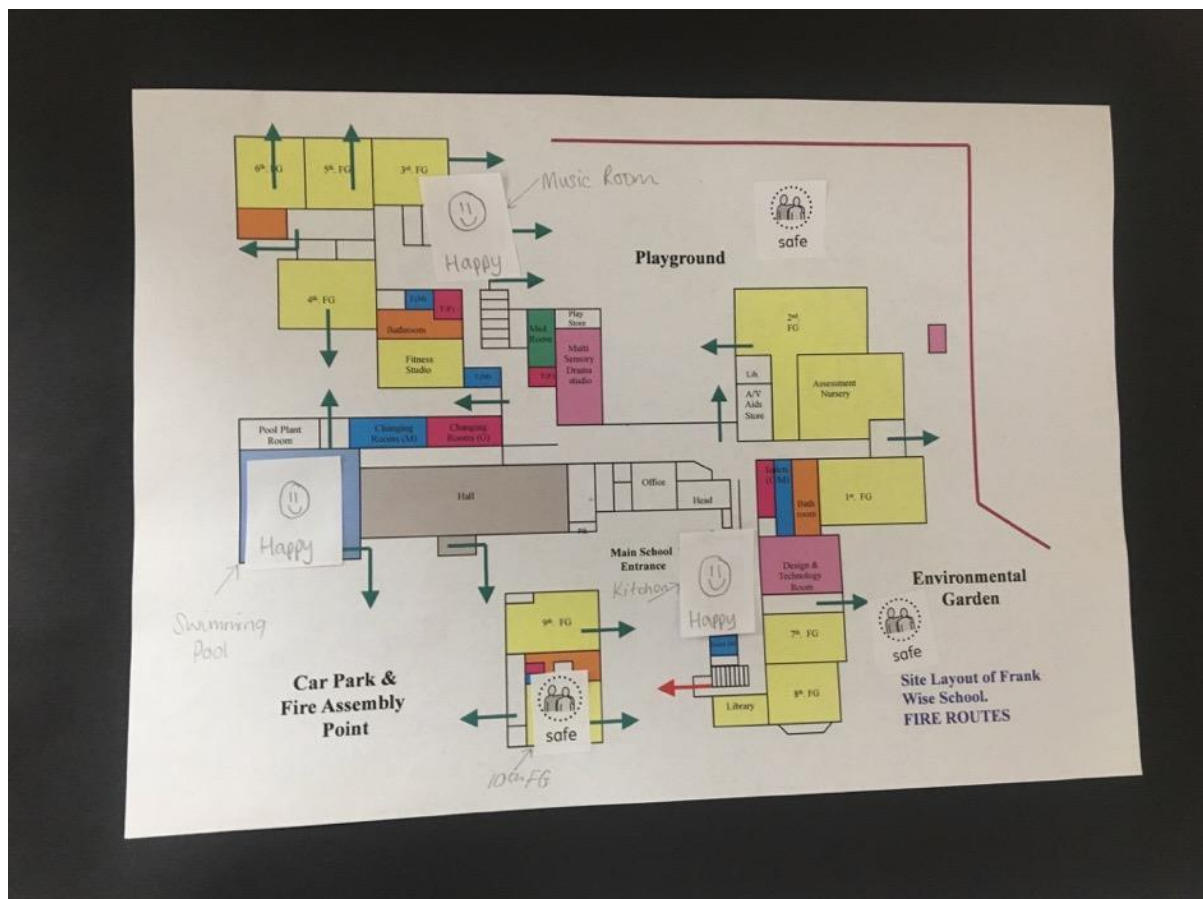 6th. FG
5th. FG
3rd. FG
Music Room
Happy
safe
Playground
4th. FG
T(M)
T(F)
Bathroom
Fitness
Studio
Med
Room
Play
Store
Multi
Sensory
Drama
studio
2nd.
FG
Lib.
A/V
Aids
Store
Assessment
Nursery
Pool Plant
Room
Changing
Rooms (M)
Changing
Rooms (G)
Happy
Swimming
Pool
Hall
Office
Head
Bath
room
1st. FG
Main School
Entrance
Kitchen
Happy
Design &
Technology
Room
Environmental
Garden
safe
9th. FG
7th. FG
8th. FG
Library
safe
10th FG
Car Park &
Fire Assembly
Point
Site Layout of Frank
Wise School.
FIRE ROUTES